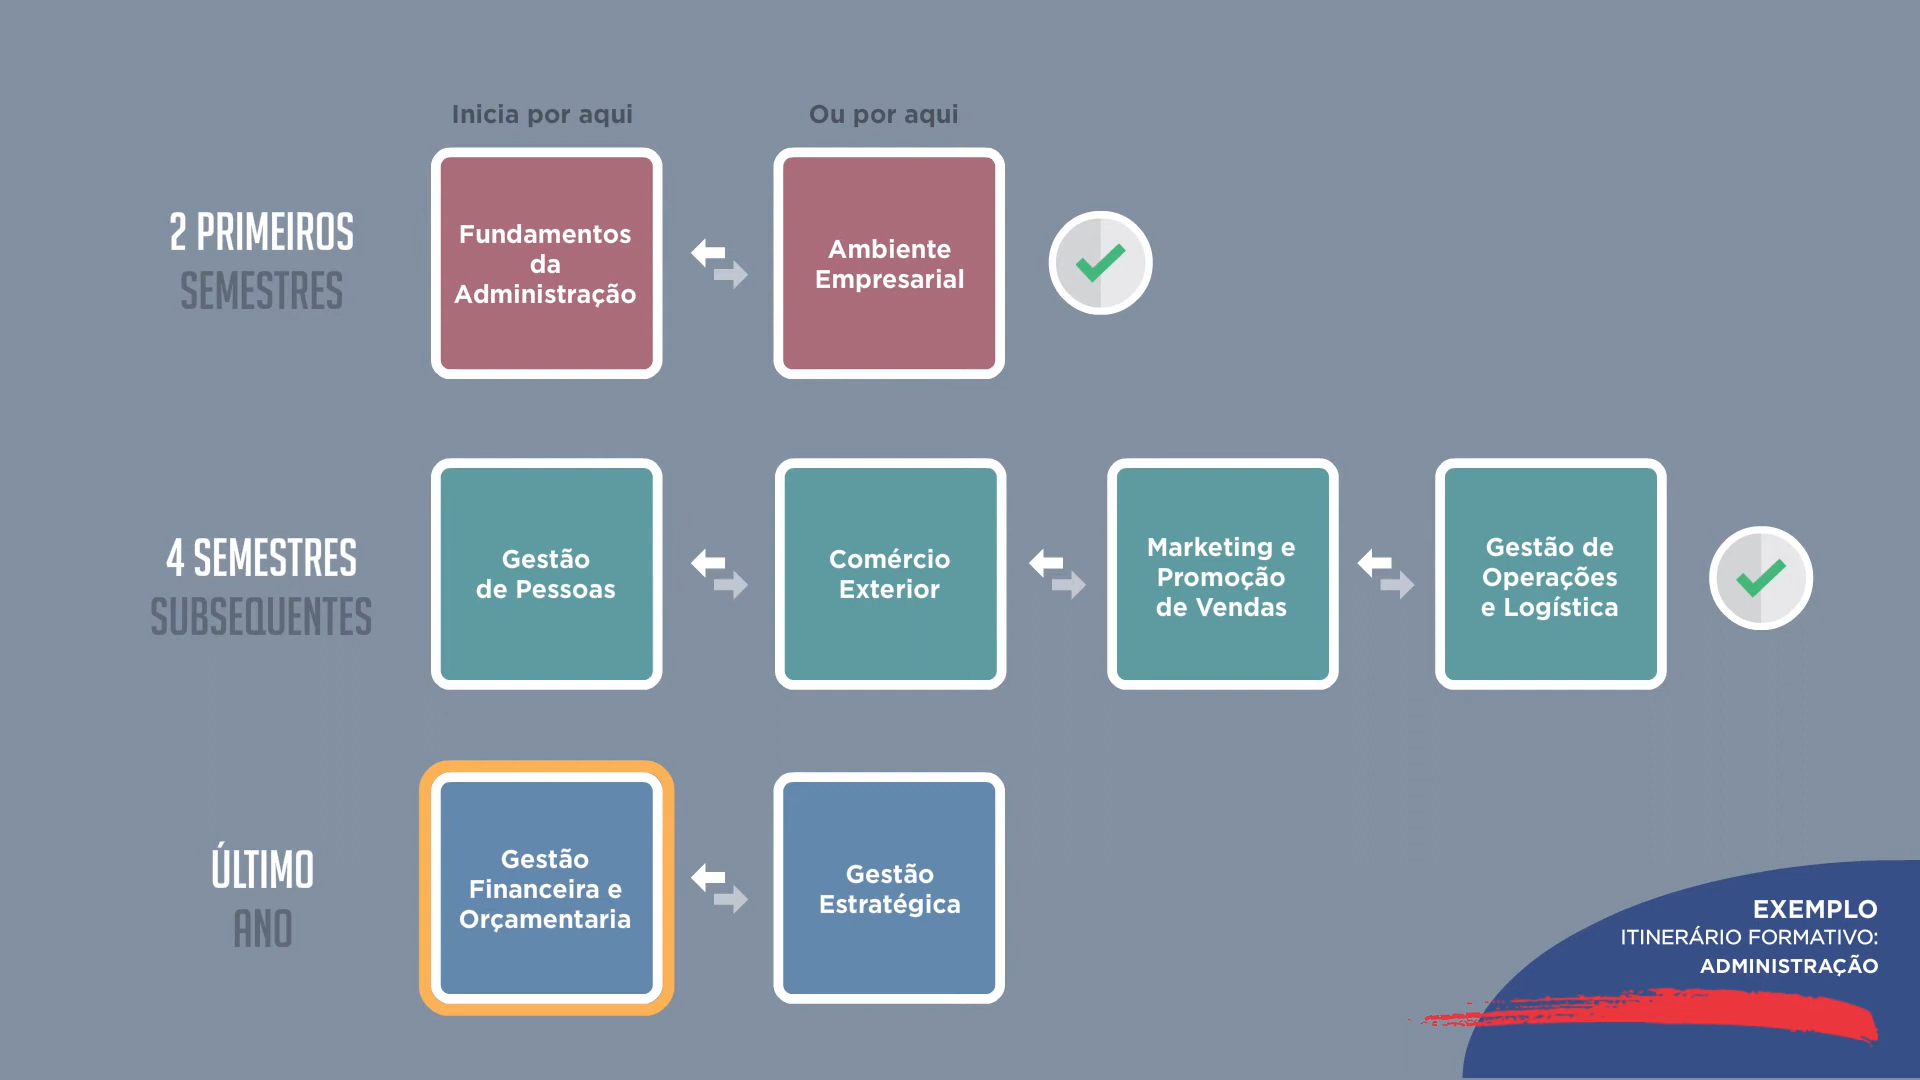 Inicia por aqui
Ou por aqui
2 PRIMEIROS
SEMESTRES
Fundamentos
da
Administração
Ambiente
Empresarial
4 SEMESTRES
SUBSEQUENTES
Gestão
de Pessoas
Comércio
Exterior
Marketing e
Promoção
de Vendas
Gestão de
Operações
e Logística
ÚLTIMO
ANO
Gestão
Financeira e
Orçamentaria
Gestão
Estratégica
EXEMPLO
ITINERÁRIO FORMATIVO:
ADMINISTRAÇÃO